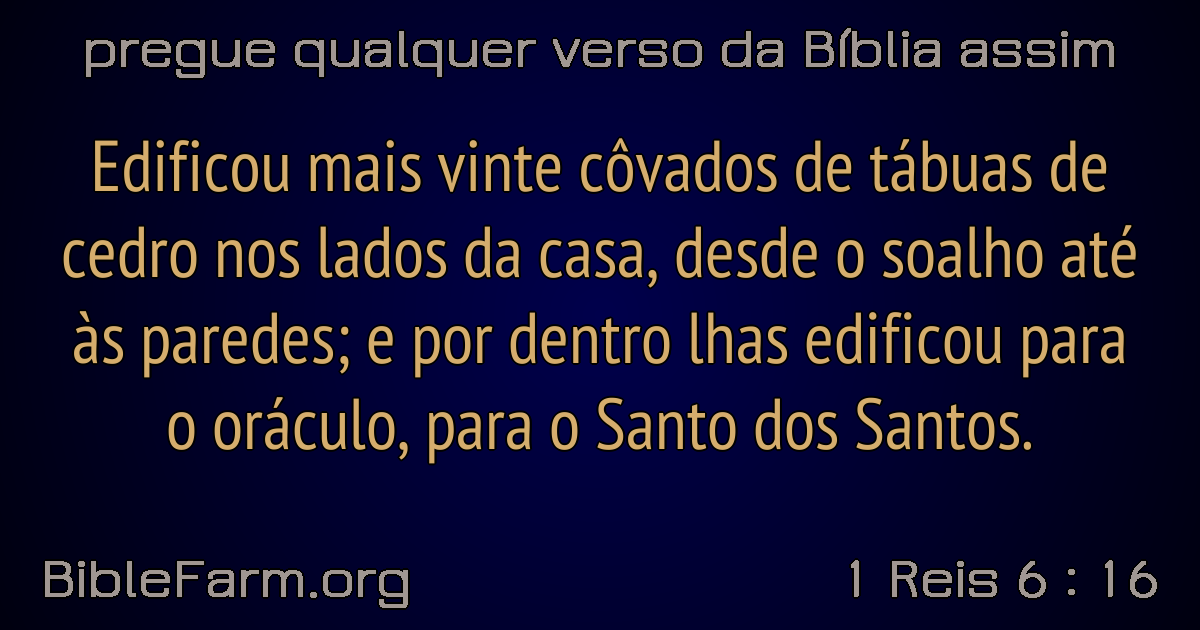 pregue qualquer verso da Bíblia assim
Edificou mais vinte côvados de tábuas de
cedro nos lados da casa, desde o soalho até
às paredes; e por dentro lhas edificou para
o oráculo, para o Santo dos Santos.
BibleFarm.org
1 Reis 6 : 16